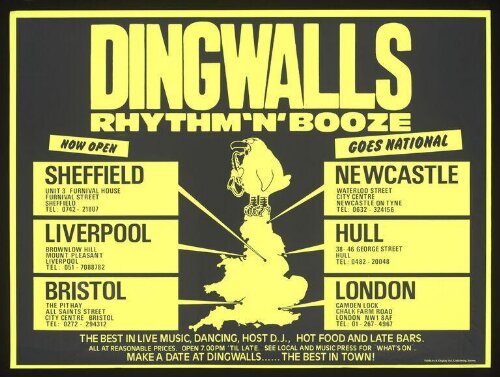 DINGWALLS
RHYTHM 'N' BOOZE
NOW OPEN
GOES NATIONAL
SHEFFIELD
UNIT 3 FURNIVAL HOUSE
FURNIVAL STREET
SHEFFIELD
TEL. 0742 - 21807
NEWCASTLE
WATERLOO STREET
CITY CENTRE
NEWCASTLE ON TYNE
TEL. 0632 - 324156
LIVERPOOL
BROWNLOW HILL
MOUNT PLEASANT
LIVERPOOL
TEL: 051 - 7088782
HULL
38 - 46 GEORGE STREET
HULL
TEL: 0482 - 20048
BRISTOL
THE PITHAY
ALL SAINTS STREET
CITY CENTRE BRISTOL
TEL: 0272 - 294312
LONDON
CAMDEN LOCK
CHALK FARM ROAD
LONDON NW1 8AF
TEL: 01 - 267-4967
THE BEST IN LIVE MUSIC, DANCING, HOST D.J., HOT FOOD AND LATE BARS.
ALL AT REASONABLE PRICES. OPEN 7.00PM 'TIL LATE. SEE LOCAL AND MUSIC PRESS FOR 'WHAT'S ON'.
MAKE A DATE AT DINGWALLS...... THE BEST IN TOWN!